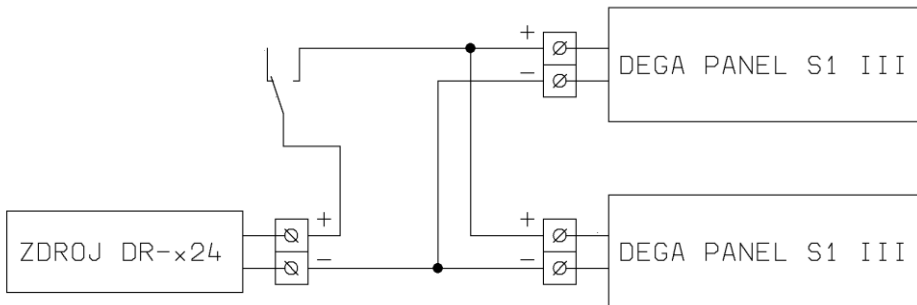 +
DEGA PANEL S1 III
−
+
+
ZDROJ DR-x24
DEGA PANEL S1 III
−
−